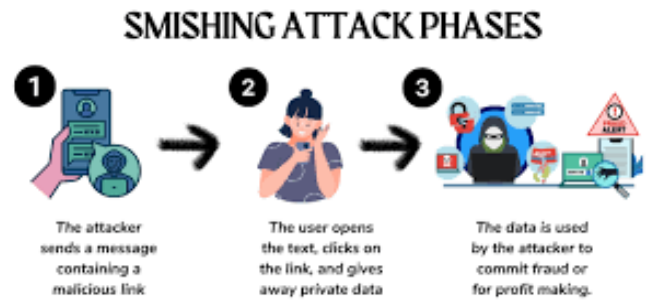 SMISHING ATTACK PHASES
1
2
3
ALERT
The attacker
sends a message
containing a
malicious link
The user opens
the text, clicks on
the link, and gives
away private data
The data is used
by the attacker to
commit fraud or
for profit making.